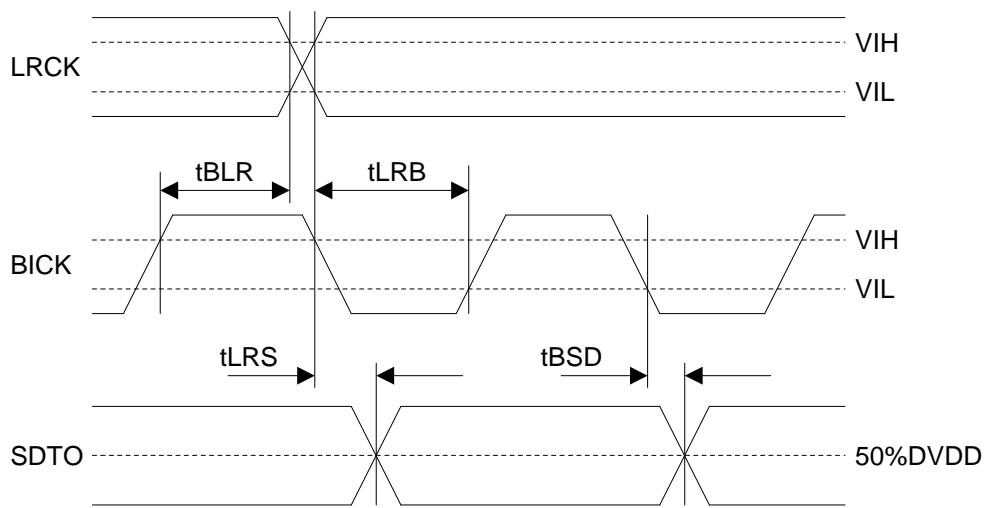 VIH
LRCK
VIL
tBLR
tLRB
VIH
BICK
VIL
tLRS
tBSD
SDTO
50%DVDD